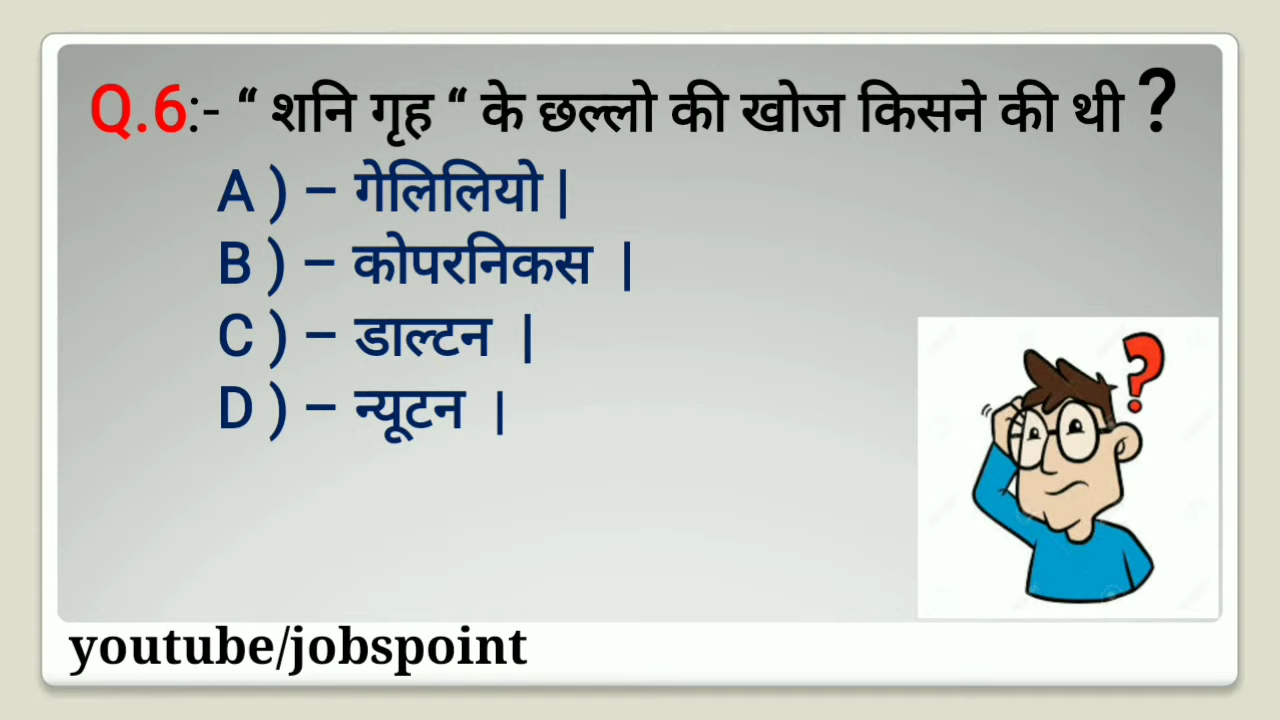 Q.6:- “ शनि गृह “ के छल्लो की खोज किसने की थी ?
A ) – गेलिलियो |
B ) – कोपरनिकस |
C ) – डाल्टन |
D ) – न्यूटन |
?
youtube/jobspoint